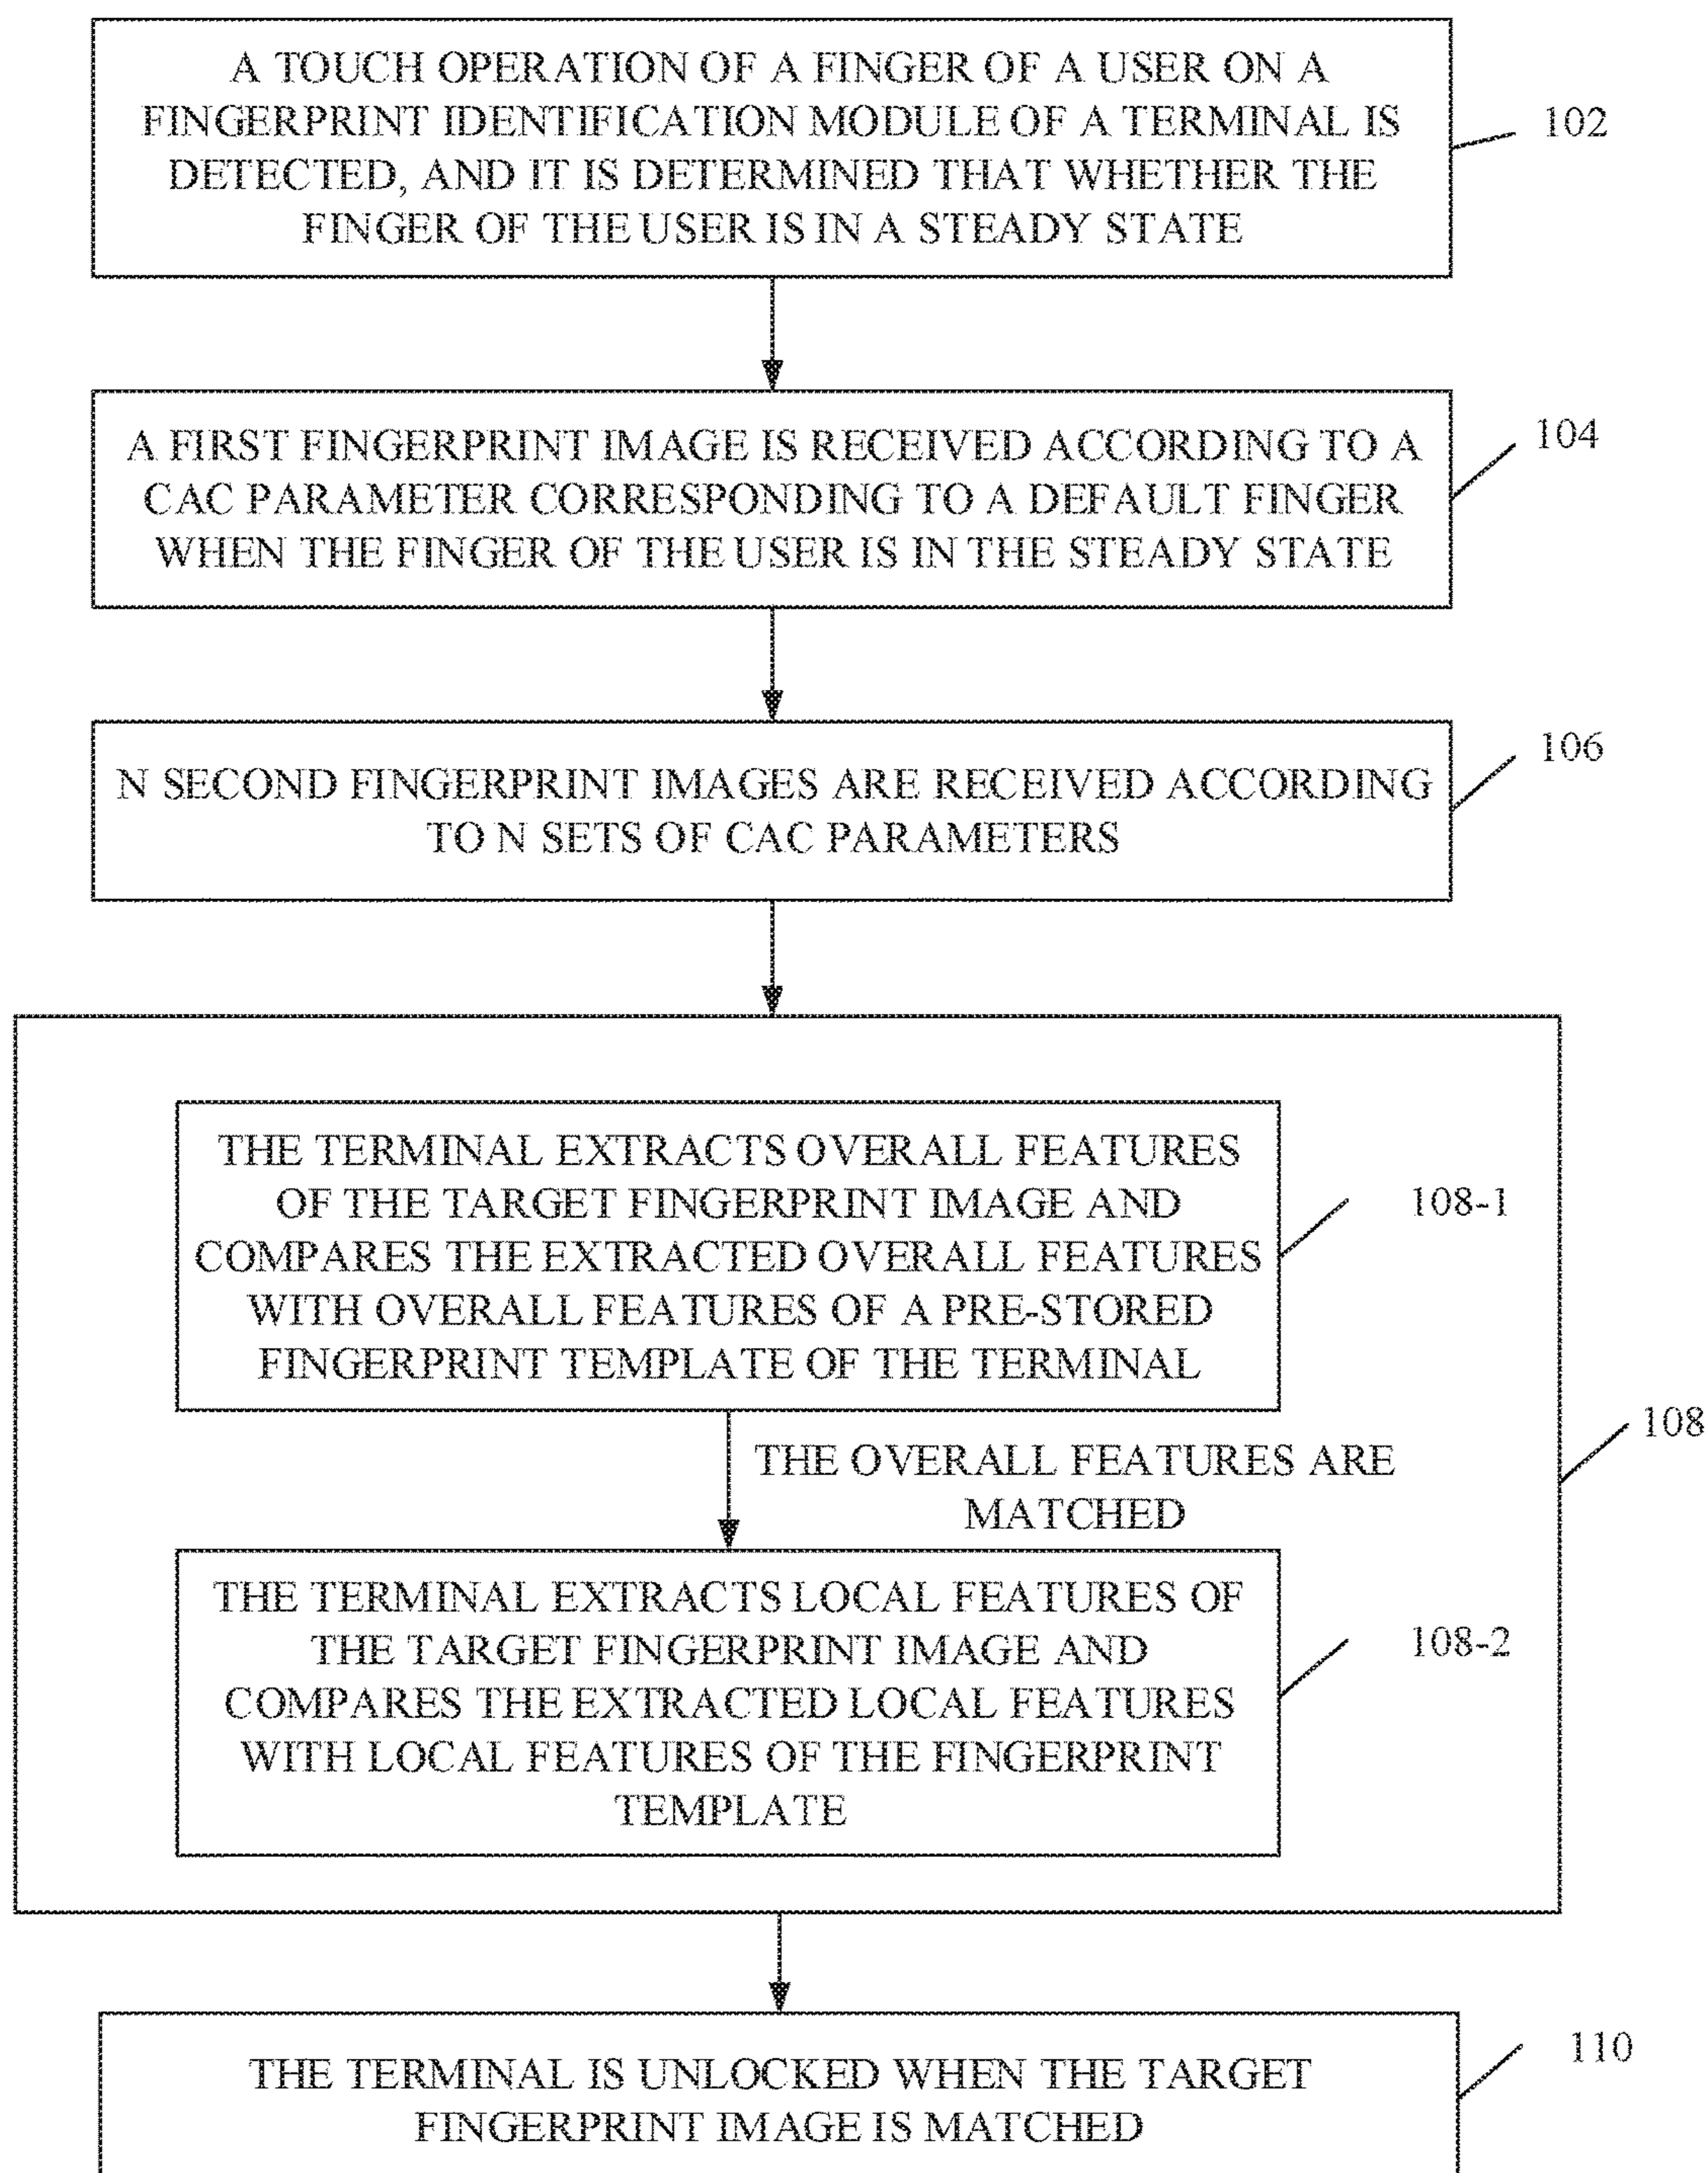 A TOUCH OPERATION OF A FINGER OF A USER ON A
FINGERPRINT IDENTIFICATION MODULE OF A TERMINAL IS
DETECTED, AND IT IS DETERMINED THAT WHETHER THE
FINGER OF THE USER IS IN A STEADY STATE
102
A FIRST FINGERPRINT IMAGE IS RECEIVED ACCORDING TO A
CAC PARAMETER CORRESPONDING TO A DEFAULT FINGER
WHEN THE FINGER OF THE USER IS IN THE STEADY STATE
104
N SECOND FINGERPRINT IMAGES ARE RECEIVED ACCORDING
TO N SETS OF CAC PARAMETERS
106
THE TERMINAL EXTRACTS OVERALL FEATURES
OF THE TARGET FINGERPRINT IMAGE AND
COMPARES THE EXTRACTED OVERALL FEATURES
WITH OVERALL FEATURES OF A PRE-STORED
FINGERPRINT TEMPLATE OF THE TERMINAL
108-1
THE OVERALL FEATURES ARE
MATCHED
108
THE TERMINAL EXTRACTS LOCAL FEATURES OF
THE TARGET FINGERPRINT IMAGE AND
COMPARES THE EXTRACTED LOCAL FEATURES
WITH LOCAL FEATURES OF THE FINGERPRINT
TEMPLATE
108-2
THE TERMINAL IS UNLOCKED WHEN THE TARGET
FINGERPRINT IMAGE IS MATCHED
110